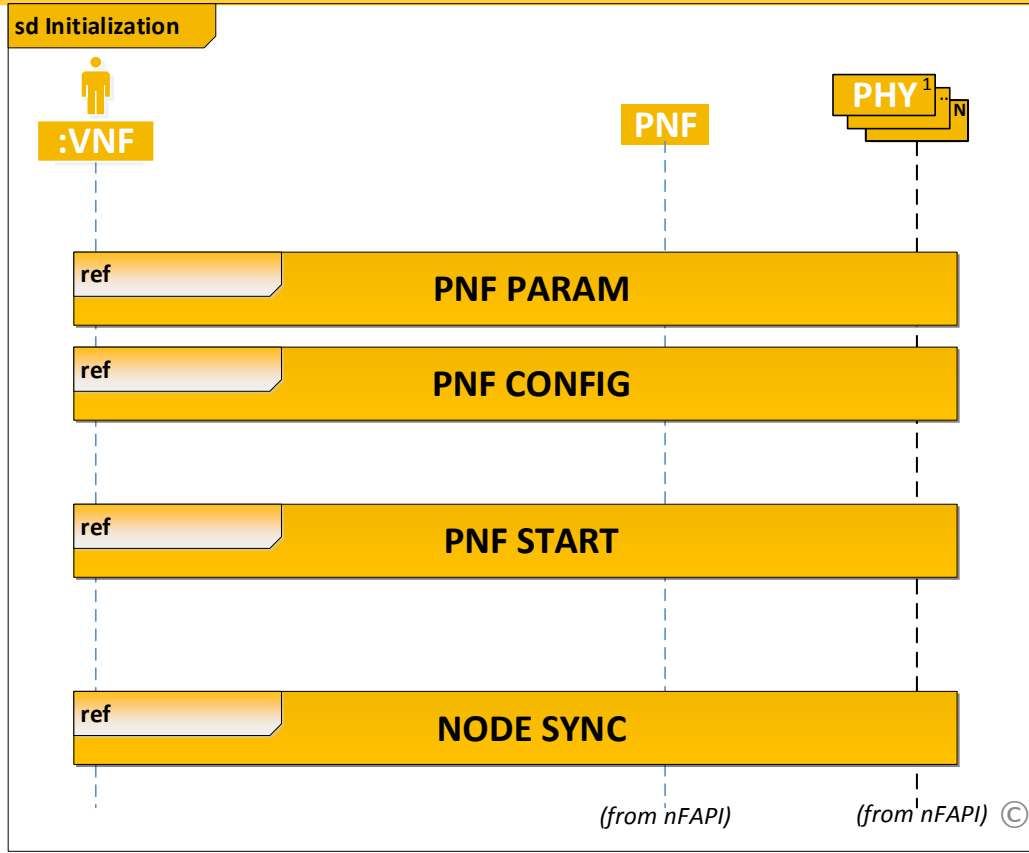 sd Initialization
:VNF
PNF
PHY 1
..
N
ref
PNF PARAM
ref
PNF CONFIG
ref
PNF START
ref
NODE SYNC
(from nFAPI)
(from nFAPI) ©